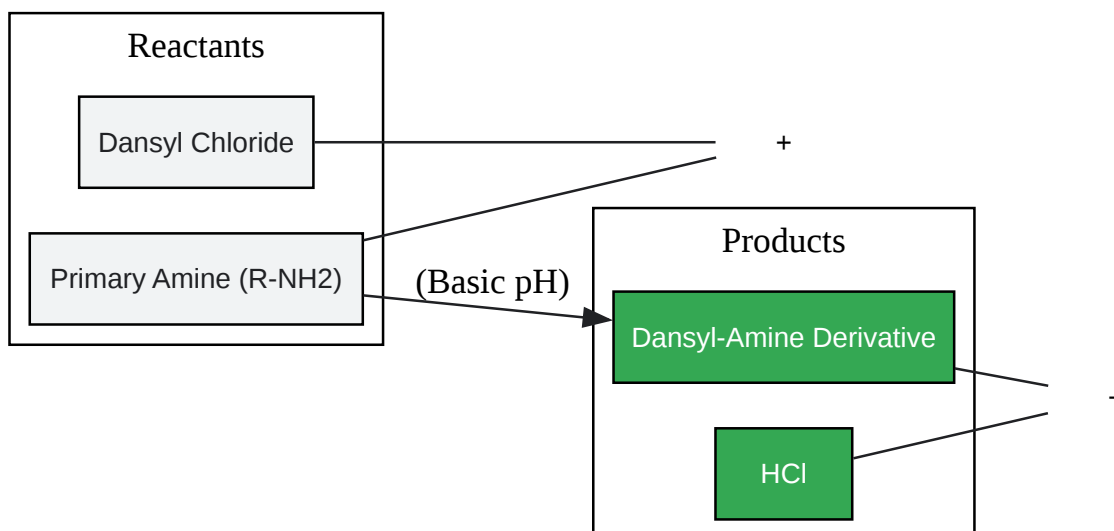 Reactants
Dansyl Chloride
+
Primary Amine (R-NH2)
(Basic pH)
Products
Dansyl-Amine Derivative
HCl